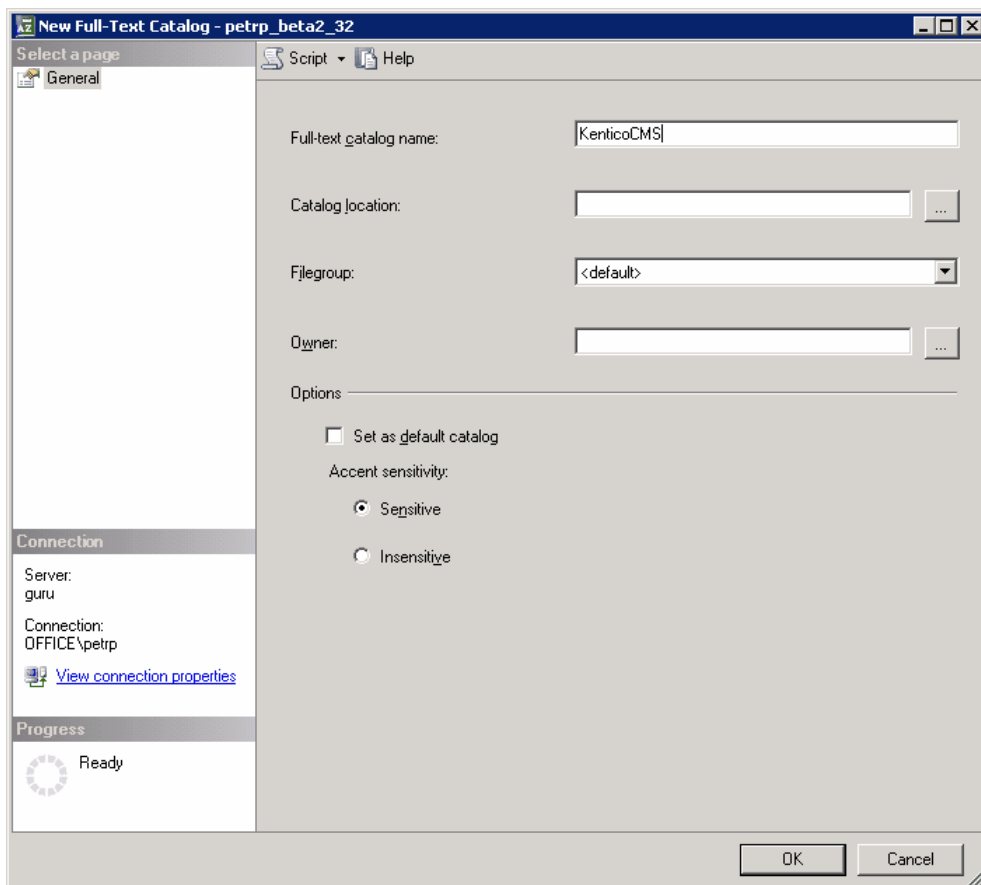 New Full-Text Catalog - petrp_beta2_32
Select a page
General
Script Help
Full-text catalog name: KenticoCMS
Catalog location: ...
Filegroup: <default>
Owner: ...
Options
Set as default catalog
Accent sensitivity:
Sensitive
Insensitive
Connection
Server:
guru
Connection:
OFFICE\petrp
View connection properties
Progress
Ready
OK Cancel